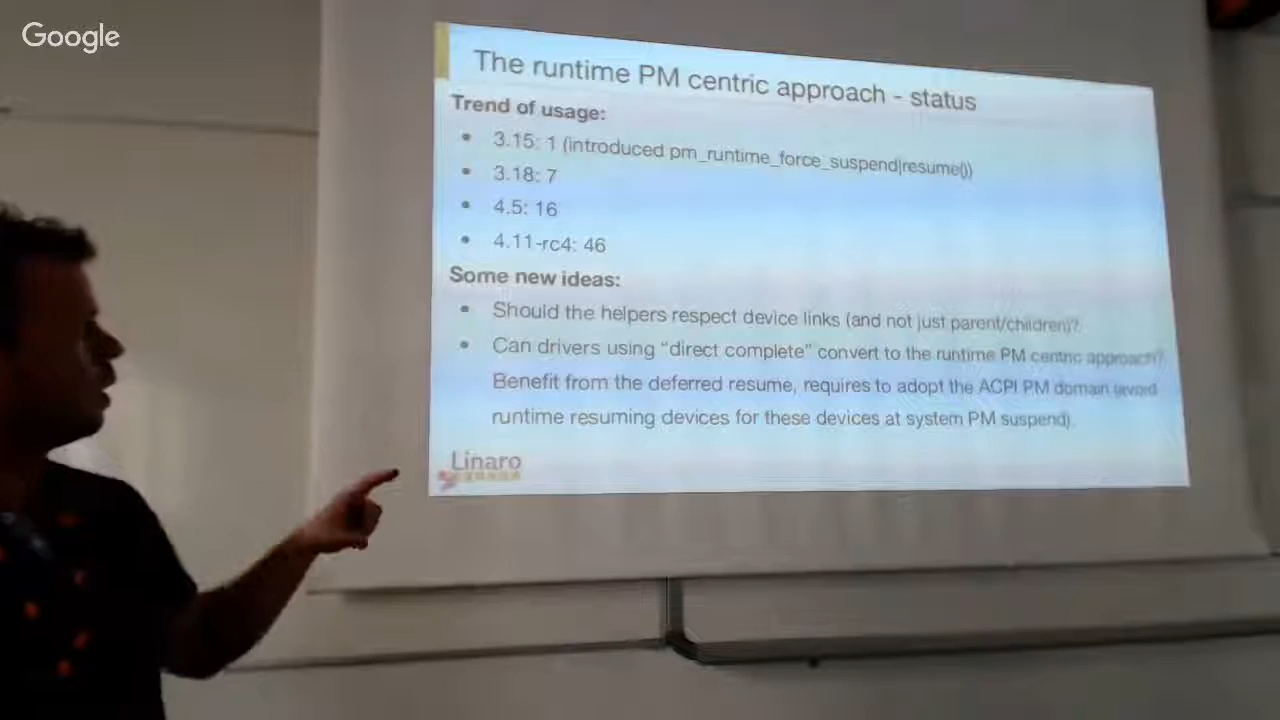 Google
The runtime PM centric approach - status
Trend of usage:
• 3.15: 1 (introduced pm_runtime_force_suspend|resume())
• 3.18: 7
• 4.5: 16
• 4.11-rc4: 46
Some new ideas:
• Should the helpers respect device links (and not just parent/children)?
• Can drivers using “direct complete” convert to the runtime PM centric approach?
Benefit from the deferred resume, requires to adopt the ACPI PM domain (avoid
runtime resuming devices for these devices at system PM suspend).
Linaro